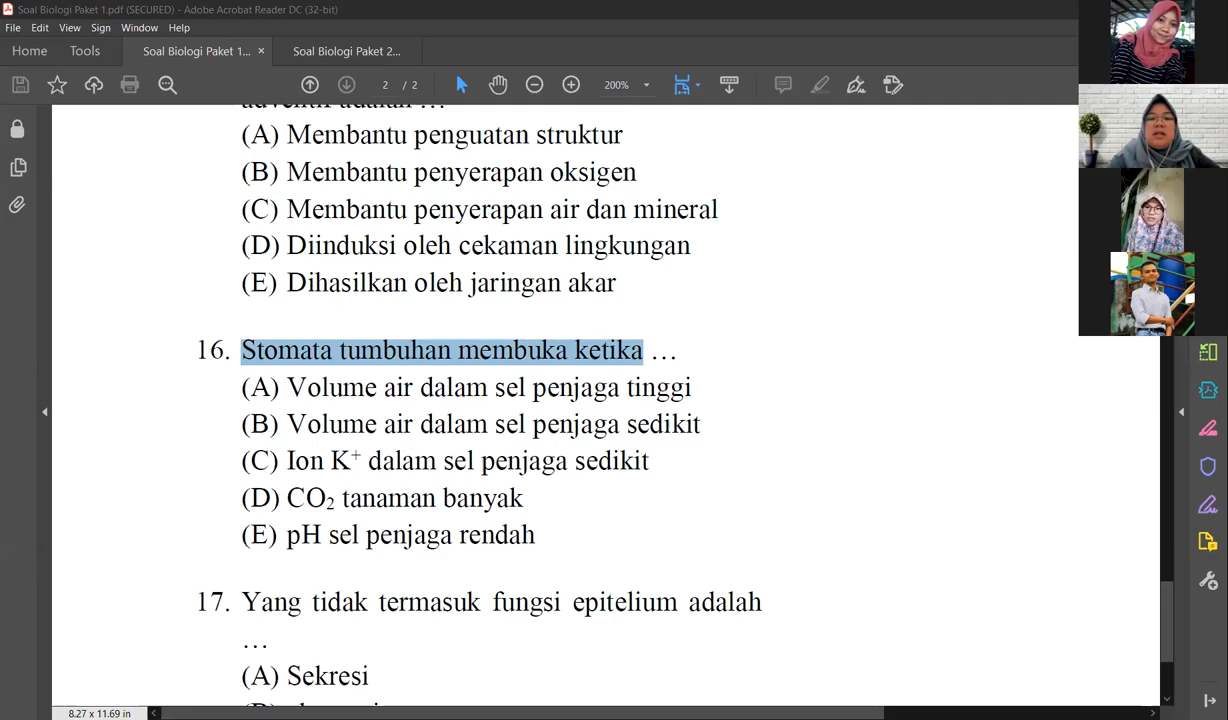 Soal Biologi Paket 1.pdf (SECURED) - Adobe Acrobat Reader DC (32-bit)
File Edit View Sign Window Help
Home Tools Soal Biologi Paket 1... × Soal Biologi Paket 2...
2 / 2 200%
adventif adalah …
(A) Membantu penguatan struktur
(B) Membantu penyerapan oksigen
(C) Membantu penyerapan air dan mineral
(D) Diinduksi oleh cekaman lingkungan
(E) Dihasilkan oleh jaringan akar
16. Stomata tumbuhan membuka ketika …
(A) Volume air dalam sel penjaga tinggi
(B) Volume air dalam sel penjaga sedikit
(C) Ion K⁺ dalam sel penjaga sedikit
(D) CO₂ tanaman banyak
(E) pH sel penjaga rendah
17. Yang tidak termasuk fungsi epitelium adalah
…
(A) Sekresi
8.27 x 11.69 in